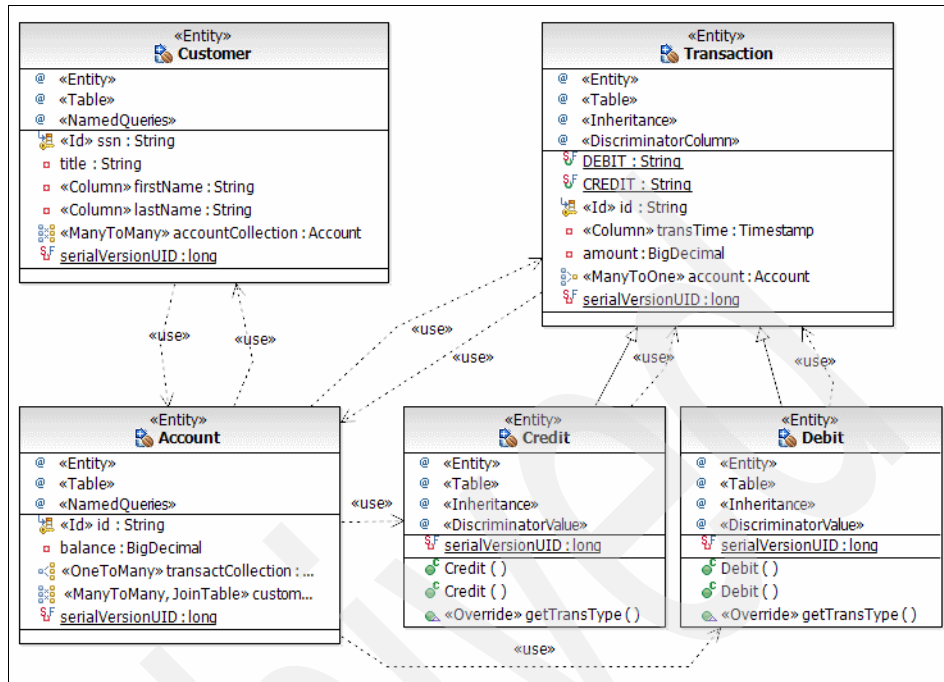 «Entity»
Customer
@ «Entity»
@ «Table»
@ «NamedQueries»
«Id» ssn : String
title : String
«Column» firstName : String
«Column» lastName : String
«ManyToMany» accountCollection : Account
serialVersionUID : long
«Entity»
Transaction
@ «Entity»
@ «Table»
@ «Inheritance»
@ «DiscriminatorColumn»
DEBIT : String
CREDIT : String
«Id» id : String
«Column» transTime : Timestamp
amount : BigDecimal
«ManyToOne» account : Account
serialVersionUID : long
«use»
«use»
«use»
«use»
«use»
«use»
«Entity»
Account
@ «Entity»
@ «Table»
@ «NamedQueries»
«Id» id : String
balance : BigDecimal
«OneToMany» transactCollection : ...
«ManyToMany, JoinTable» custom...
serialVersionUID : long
«use»
«Entity»
Credit
@ «Entity»
@ «Table»
@ «Inheritance»
@ «DiscriminatorValue»
serialVersionUID : long
Credit ( )
Credit ( )
«Override» getTransType ( )
«Entity»
Debit
@ «Entity»
@ «Table»
@ «Inheritance»
@ «DiscriminatorValue»
serialVersionUID : long
Debit ( )
Debit ( )
«Override» getTransType ( )
«use»